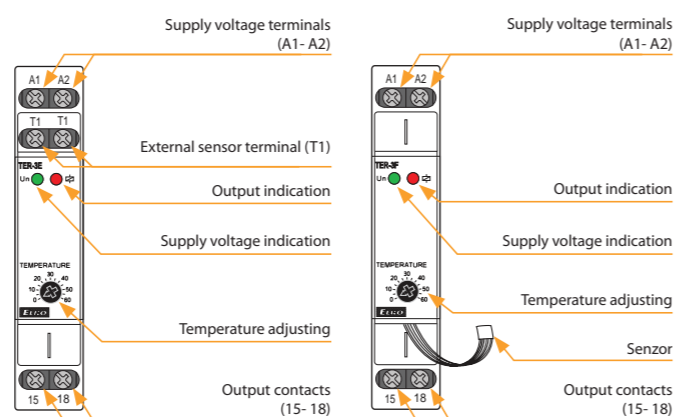 Supply voltage terminals
(A1- A2)
A1 A2
T1 T1
External sensor terminal (T1)
TER-3E
Un
Output indication
Supply voltage indication
TEMPERATURE
0 10 20 30 40 50 60
ELKO
Temperature adjusting
Output contacts
(15- 18)
15 18
Supply voltage terminals
(A1- A2)
A1 A2
TER-3F
Un
Output indication
Supply voltage indication
TEMPERATURE
0 10 20 30 40 50 60
ELKO
Temperature adjusting
Senzor
Output contacts
(15- 18)
15 18